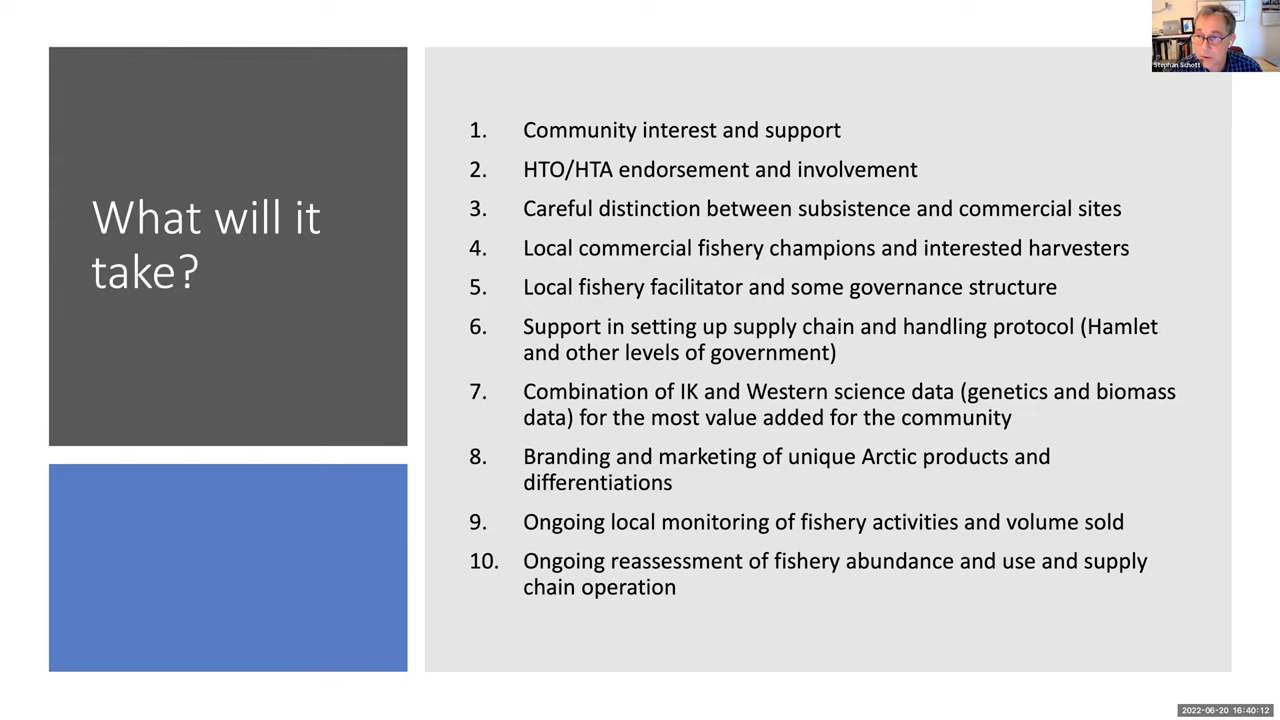 Stephan Schott
What will it
take?
1. Community interest and support
2. HTO/HTA endorsement and involvement
3. Careful distinction between subsistence and commercial sites
4. Local commercial fishery champions and interested harvesters
5. Local fishery facilitator and some governance structure
6. Support in setting up supply chain and handling protocol (Hamlet
and other levels of government)
7. Combination of IK and Western science data (genetics and biomass
data) for the most value added for the community
8. Branding and marketing of unique Arctic products and
differentiations
9. Ongoing local monitoring of fishery activities and volume sold
10. Ongoing reassessment of fishery abundance and use and supply
chain operation
2022-06-20 16:40:12